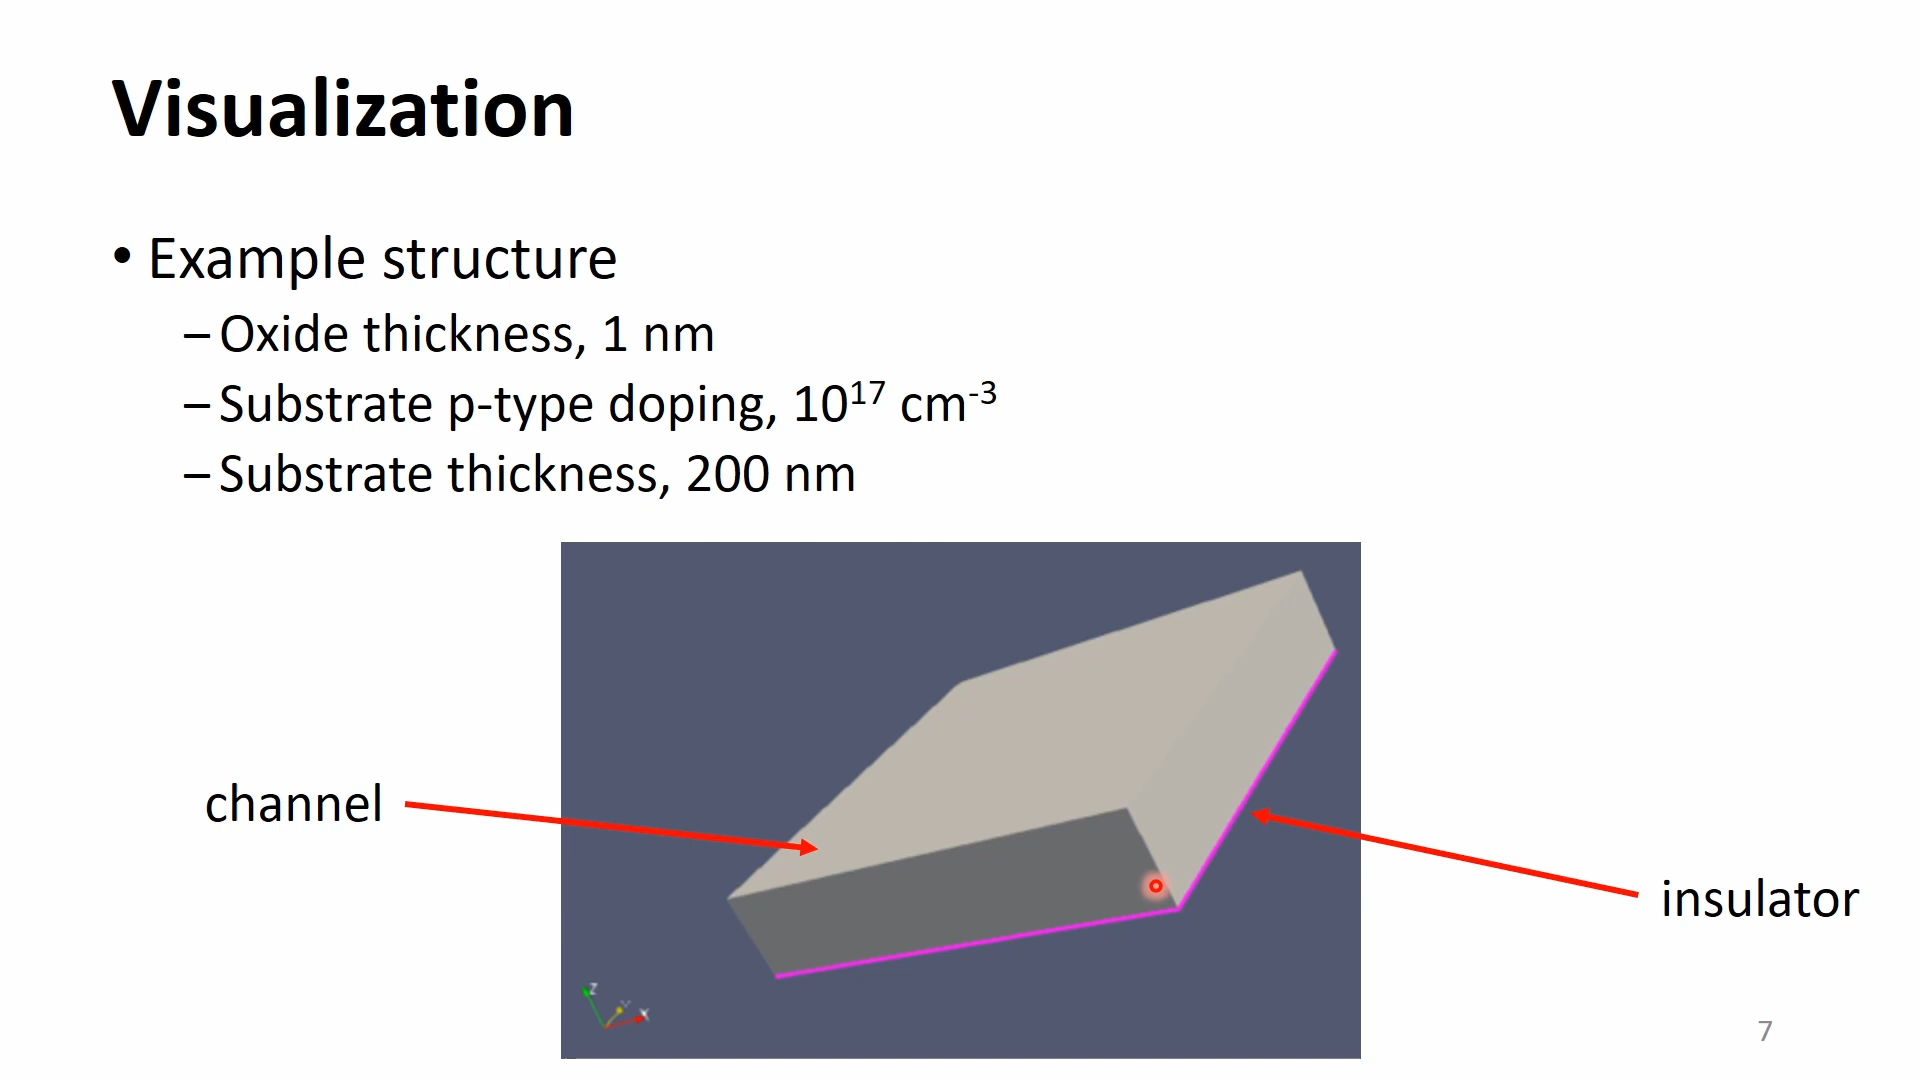 Visualization
• Example structure
– Oxide thickness, 1 nm
– Substrate p-type doping, 10¹⁷ cm⁻³
– Substrate thickness, 200 nm
channel
insulator
Z
Y
X
7